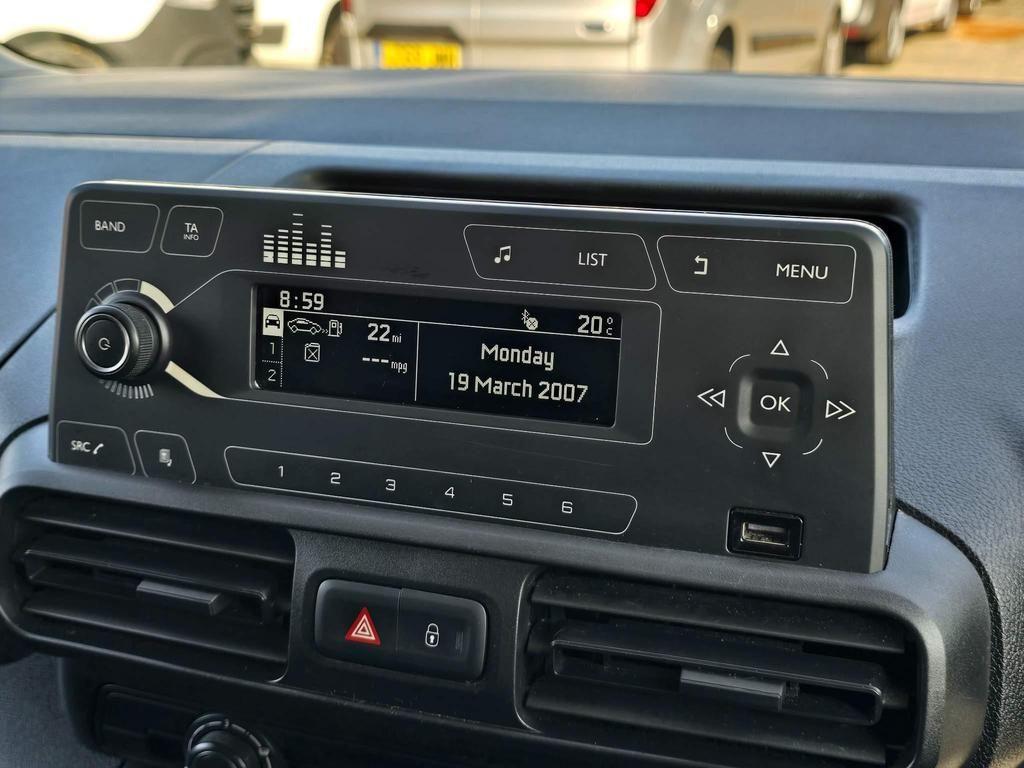 BAND
TA
INFO
LIST
MENU
8:59
20°C
22 mi
1
Monday
---mpg
2
19 March 2007
OK
SRC
1 2 3 4 5 6